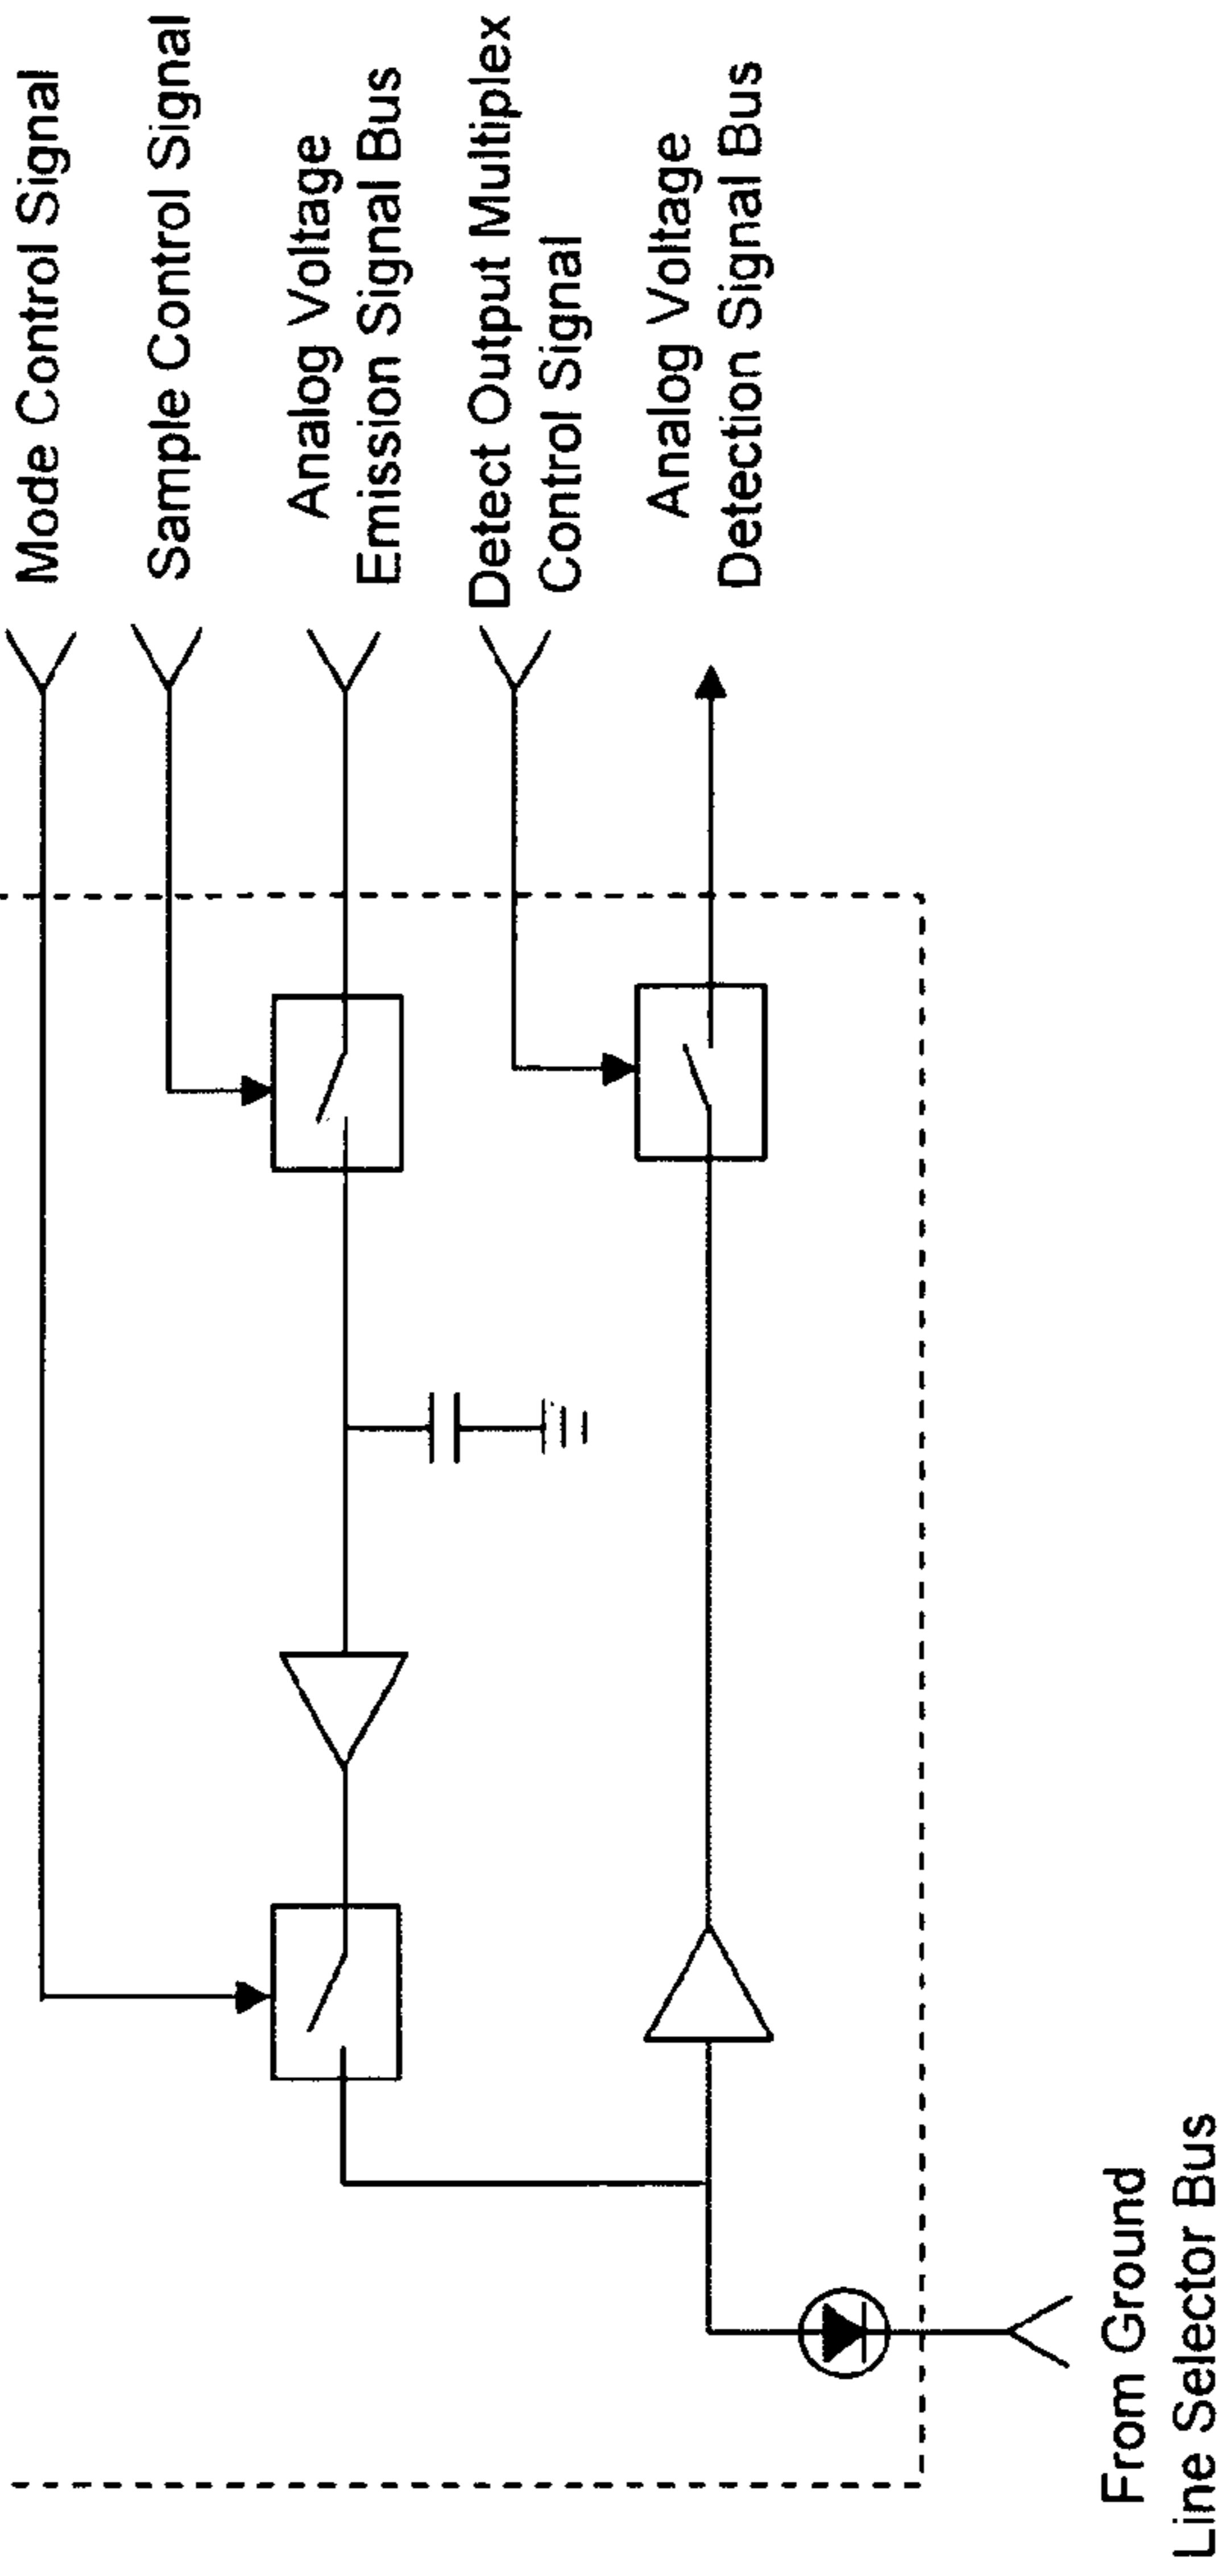 Mode Control Signal
Sample Control Signal
Analog Voltage
Emission Signal Bus
Detect Output Multiplex
Control Signal
Analog Voltage
Detection Signal Bus
From Ground
Line Selector Bus